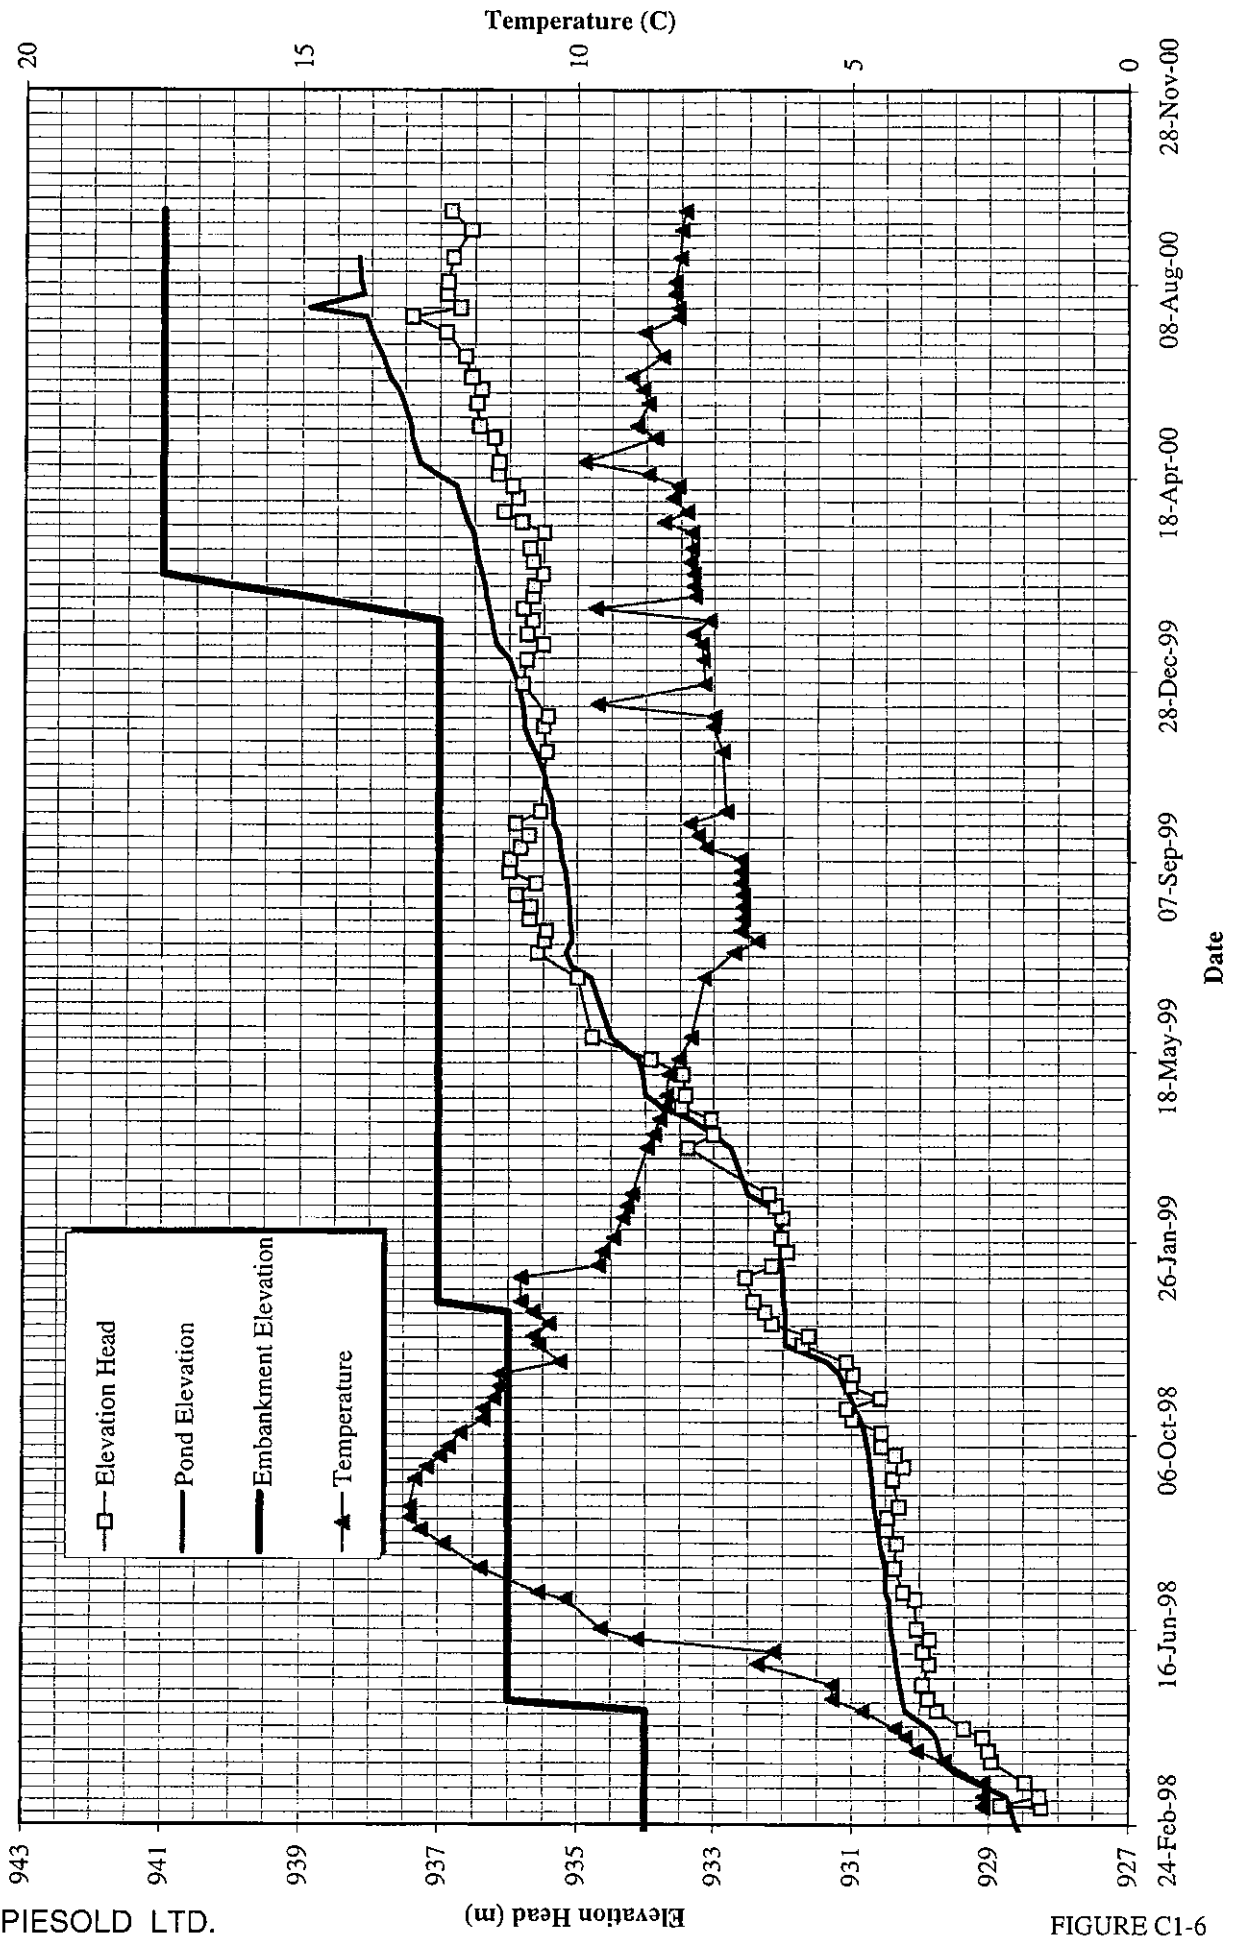 Temperature (C)
20
15
10
5
0
Elevation Head
Pond Elevation
Embankment Elevation
Temperature
943
941
939
937
935
933
931
929
927
Elevation Head (m)
24-Feb-98
16-Jun-98
06-Oct-98
26-Jan-99
18-May-99
07-Sep-99
28-Dec-99
18-Apr-00
08-Aug-00
28-Nov-00
Date
PIESOLD LTD.
FIGURE C1-6